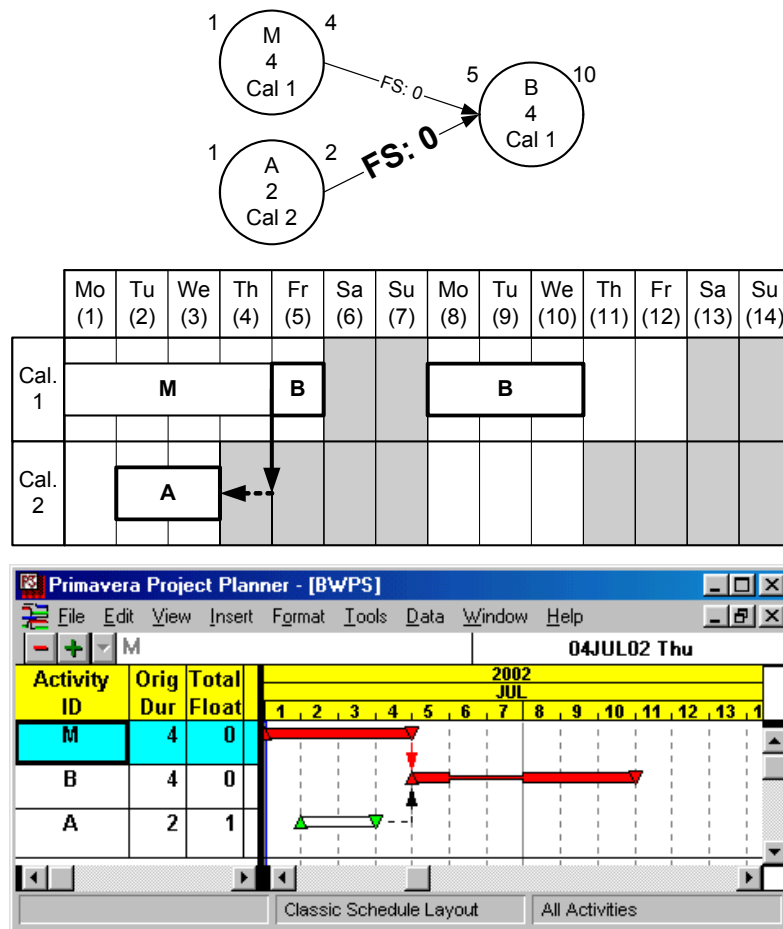 1 M 4
4
Cal 1
FS: 0
5 B 10
4
Cal 1
1 A 2
2
Cal 2
FS: 0
Mo Tu We Th Fr Sa Su Mo Tu We Th Fr Sa Su
(1) (2) (3) (4) (5) (6) (7) (8) (9) (10) (11) (12) (13) (14)
Cal. 1
M B B
Cal. 2
A
Primavera Project Planner - [BWPS]
File Edit View Insert Format Tools Data Window Help
M 04JUL02 Thu
Activity ID Orig Dur Total Float
2002
JUL
1 2 3 4 5 6 7 8 9 10 11 12 13 1
M 4 0
B 4 0
A 2 1
Classic Schedule Layout All Activities